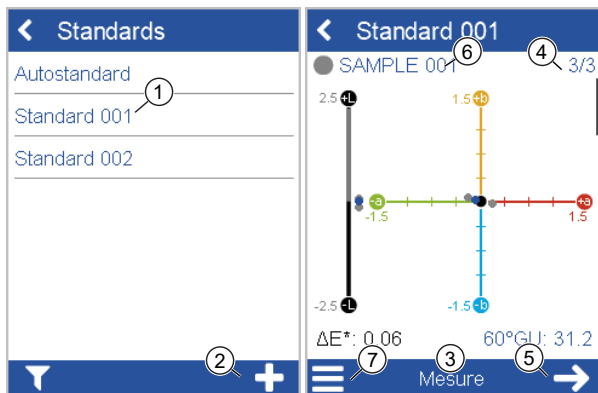 Standards
Autostandard
1
Standard 001
Standard 002
2
Standard 001
6
4
SAMPLE 001
3/3
2.5 +L
1.5 +b
-a
+a
-1.5
1.5
-2.5 -L
-1.5 -b
ΔE*: 0.06
60°GU: 31.2
7
3
5
Mesure